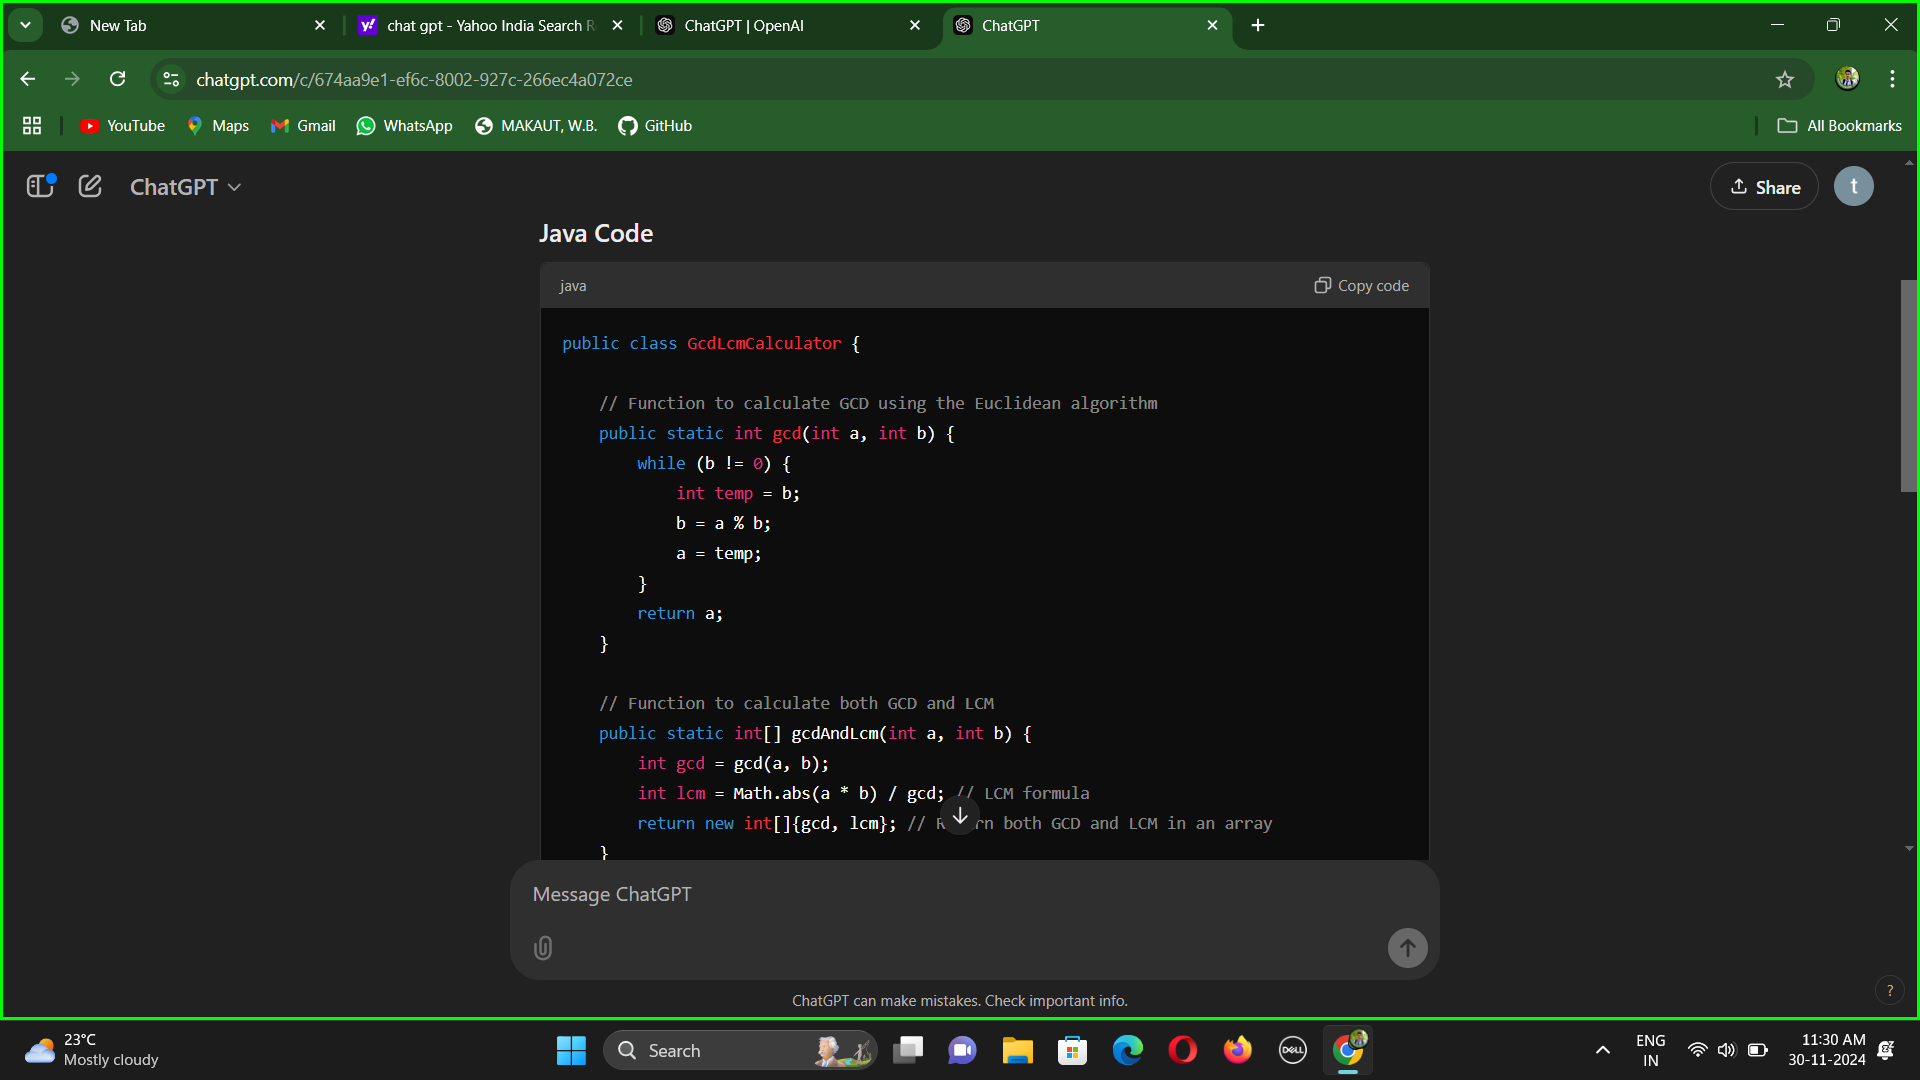 New Tab
chat gpt - Yahoo India Search R
ChatGPT | OpenAI
ChatGPT
chatgpt.com/c/674aa9e1-ef6c-8002-927c-266ec4a072ce
YouTube
Maps
Gmail
WhatsApp
MAKAUT, W.B.
GitHub
All Bookmarks
ChatGPT
Share
t
Java Code
java
Copy code
public class GcdLcmCalculator {
// Function to calculate GCD using the Euclidean algorithm
public static int gcd(int a, int b) {
while (b != 0) {
int temp = b;
b = a % b;
a = temp;
}
return a;
}
// Function to calculate both GCD and LCM
public static int[] gcdAndLcm(int a, int b) {
int gcd = gcd(a, b);
int lcm = Math.abs(a * b) / gcd; // LCM formula
return new int[]{gcd, lcm}; // both GCD and LCM in an array
}
Message ChatGPT
ChatGPT can make mistakes. Check important info.
?
23°C
Mostly cloudy
Search
DELL
ENG
IN
11:30 AM
30-11-2024